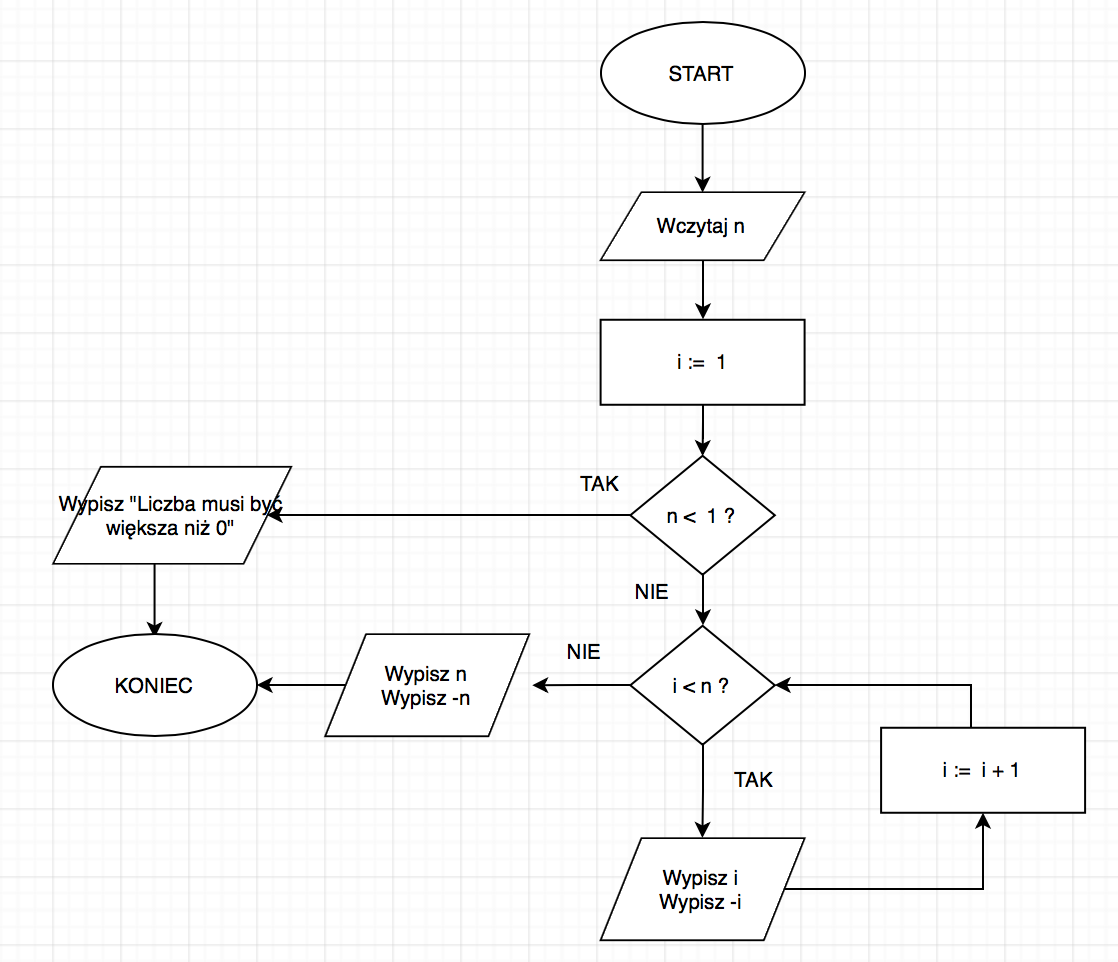 START
Wczytaj n
i := 1
n < 1 ?
TAK
Wypisz "Liczba musi być
większa niż 0"
NIE
i < n ?
NIE
Wypisz n
Wypisz -n
KONIEC
TAK
Wypisz i
Wypisz -i
i := i + 1